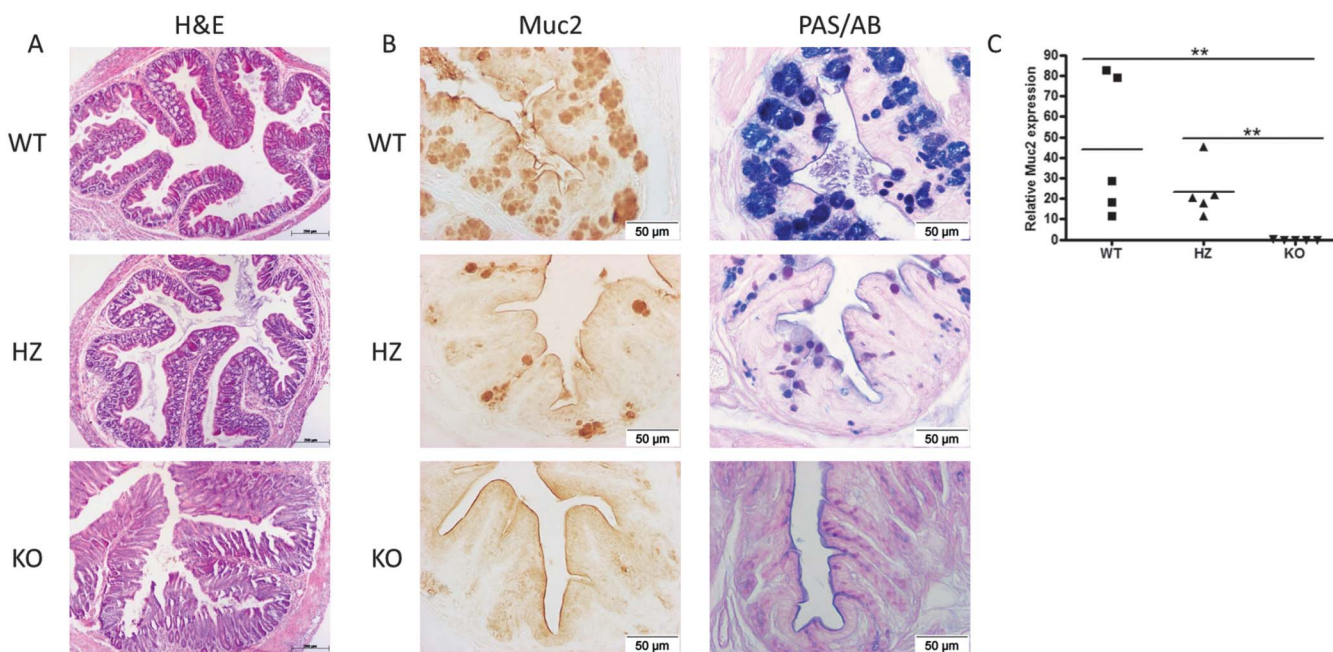 A
H&E
B
Muc2
PAS/AB
C
WT
WT
50 µm
50 µm
HZ
HZ
50 µm
50 µm
KO
KO
50 µm
50 µm
Relative Muc2 expression
90
80
70
60
50
40
30
20
10
0
**
**
WT
HZ
KO